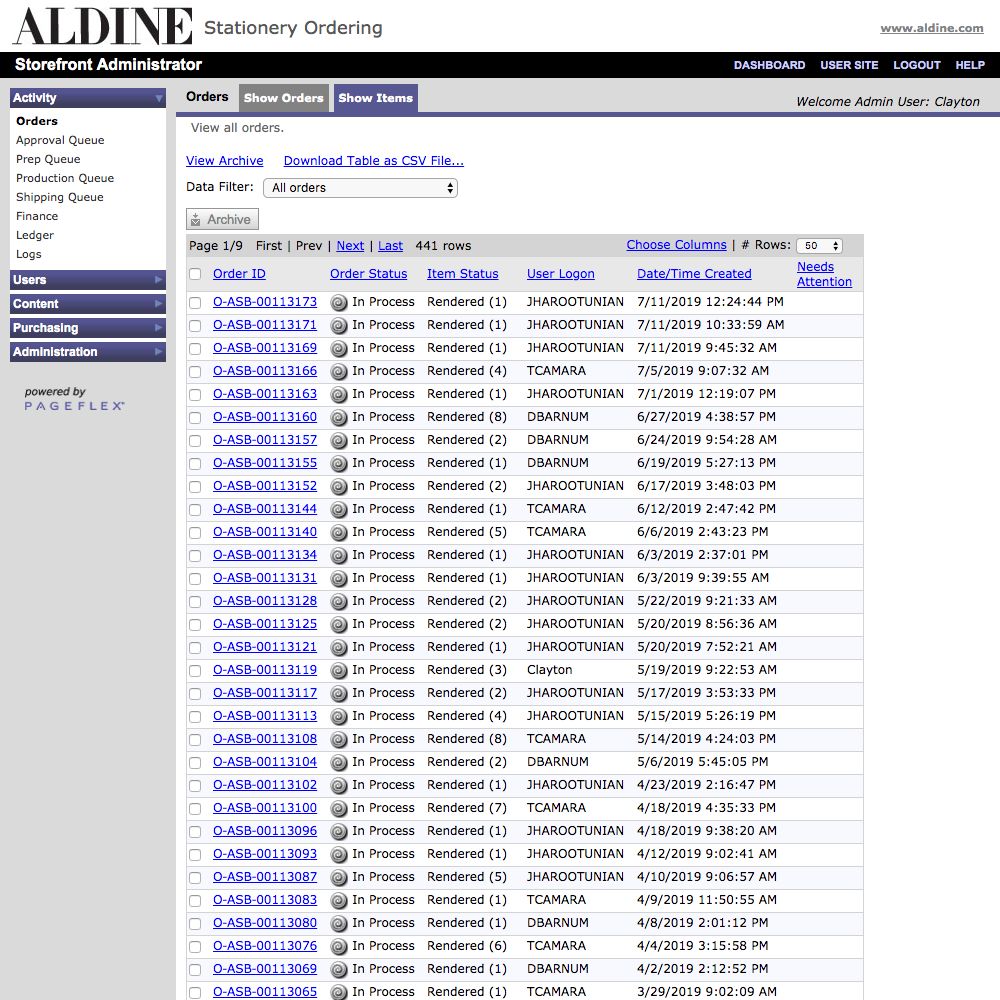 ALDINE Stationery Ordering www.aldine.com
Storefront Administrator DASHBOARD USER SITE LOGOUT HELP
Activity
Orders
Approval Queue
Prep Queue
Production Queue
Shipping Queue
Finance
Ledger
Logs
Users
Content
Purchasing
Administration
powered by
PAGEFLEX
Orders Show Orders Show Items Welcome Admin User: Clayton
View all orders.
View Archive Download Table as CSV File...
Data Filter: All orders
Archive
Page 1/9 First | Prev | Next | Last 441 rows Choose Columns | # Rows: 50
Order ID Order Status Item Status User Logon Date/Time Created Needs Attention
O-ASB-00113173 In Process Rendered (1) JHAROOTUNIAN 7/11/2019 12:24:44 PM
O-ASB-00113171 In Process Rendered (1) JHAROOTUNIAN 7/11/2019 10:33:59 AM
O-ASB-00113169 In Process Rendered (1) JHAROOTUNIAN 7/11/2019 9:45:32 AM
O-ASB-00113166 In Process Rendered (4) TCAMARA 7/5/2019 9:07:32 AM
O-ASB-00113163 In Process Rendered (1) JHAROOTUNIAN 7/1/2019 12:19:07 PM
O-ASB-00113160 In Process Rendered (8) DBARNUM 6/27/2019 4:38:57 PM
O-ASB-00113157 In Process Rendered (2) DBARNUM 6/24/2019 9:54:28 AM
O-ASB-00113155 In Process Rendered (1) DBARNUM 6/19/2019 5:27:13 PM
O-ASB-00113152 In Process Rendered (2) JHAROOTUNIAN 6/17/2019 3:48:03 PM
O-ASB-00113144 In Process Rendered (1) TCAMARA 6/12/2019 2:47:42 PM
O-ASB-00113140 In Process Rendered (5) TCAMARA 6/6/2019 2:43:23 PM
O-ASB-00113134 In Process Rendered (1) JHAROOTUNIAN 6/3/2019 2:37:01 PM
O-ASB-00113131 In Process Rendered (1) JHAROOTUNIAN 6/3/2019 9:39:55 AM
O-ASB-00113128 In Process Rendered (2) JHAROOTUNIAN 5/22/2019 9:21:33 AM
O-ASB-00113125 In Process Rendered (2) JHAROOTUNIAN 5/20/2019 8:56:36 AM
O-ASB-00113121 In Process Rendered (1) JHAROOTUNIAN 5/20/2019 7:52:21 AM
O-ASB-00113119 In Process Rendered (3) Clayton 5/19/2019 9:22:53 AM
O-ASB-00113117 In Process Rendered (2) JHAROOTUNIAN 5/17/2019 3:53:33 PM
O-ASB-00113113 In Process Rendered (4) JHAROOTUNIAN 5/15/2019 5:26:19 PM
O-ASB-00113108 In Process Rendered (8) TCAMARA 5/14/2019 4:24:03 PM
O-ASB-00113104 In Process Rendered (2) DBARNUM 5/6/2019 5:45:05 PM
O-ASB-00113102 In Process Rendered (1) JHAROOTUNIAN 4/23/2019 2:16:47 PM
O-ASB-00113100 In Process Rendered (7) TCAMARA 4/18/2019 4:35:33 PM
O-ASB-00113096 In Process Rendered (1) JHAROOTUNIAN 4/18/2019 9:38:20 AM
O-ASB-00113093 In Process Rendered (1) JHAROOTUNIAN 4/12/2019 9:02:41 AM
O-ASB-00113087 In Process Rendered (5) JHAROOTUNIAN 4/10/2019 9:06:57 AM
O-ASB-00113083 In Process Rendered (1) TCAMARA 4/9/2019 11:50:55 AM
O-ASB-00113080 In Process Rendered (1) DBARNUM 4/8/2019 2:01:12 PM
O-ASB-00113076 In Process Rendered (6) TCAMARA 4/4/2019 3:15:58 PM
O-ASB-00113069 In Process Rendered (1) DBARNUM 4/2/2019 2:12:52 PM
O-ASB-00113065 In Process Rendered (1) TCAMARA 3/29/2019 9:02:09 AM